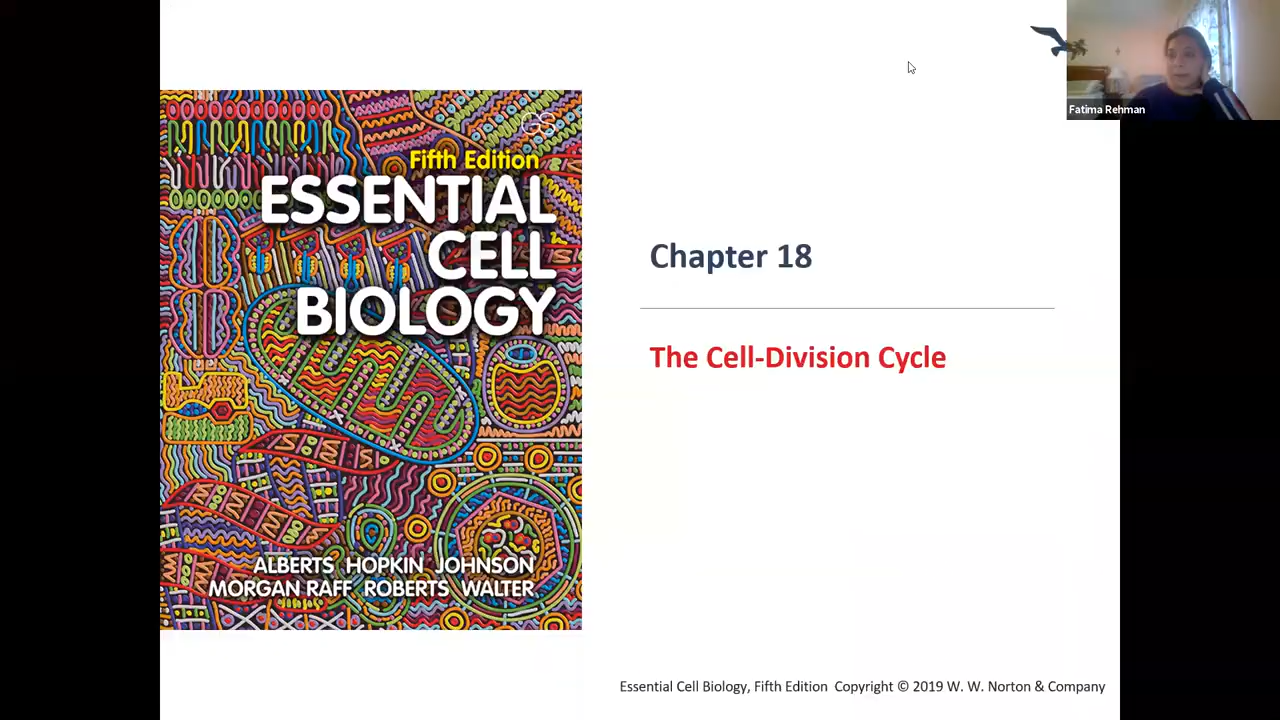 Fatima Rehman
Fifth Edition
ESSENTIAL
CELL
BIOLOGY
ALBERTS HOPKIN JOHNSON
MORGAN RAFF ROBERTS WALTER
Chapter 18
The Cell-Division Cycle
Essential Cell Biology, Fifth Edition Copyright © 2019 W. W. Norton & Company